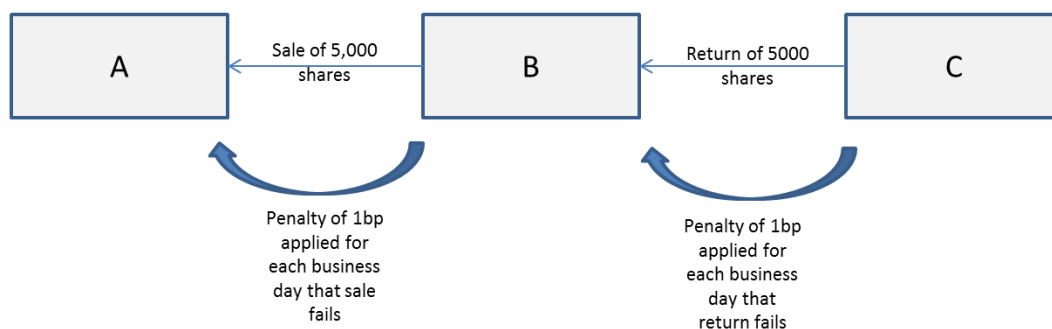 A
Sale of 5,000
shares
B
Return of 5000
shares
C
Penalty of 1bp
applied for
each business
day that sale
fails
Penalty of 1bp
applied for
each business
day that
return fails